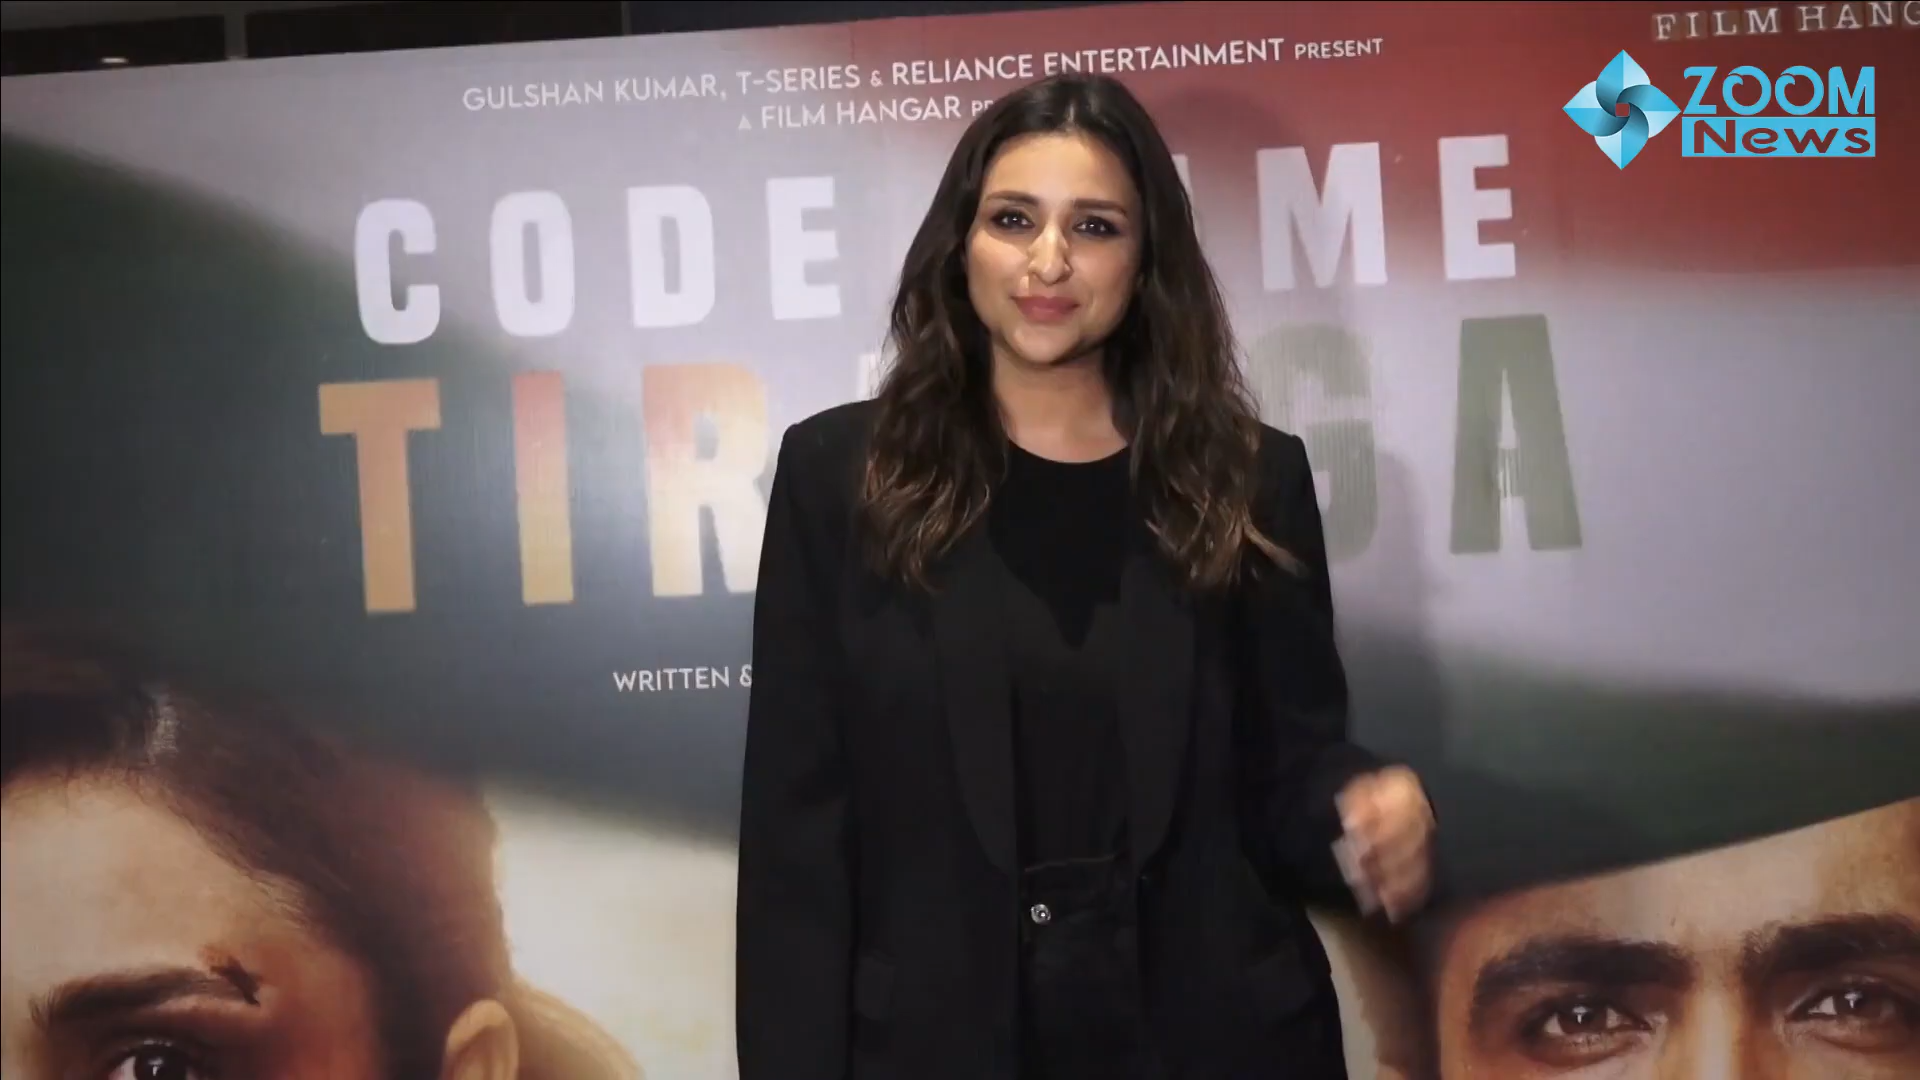 FILM HANG
GULSHAN KUMAR, T-SERIES & RELIANCE ENTERTAINMENT PRESENT
A FILM HANGAR
ZOOM
News
CODE ME
TIR GA
WRITTEN &